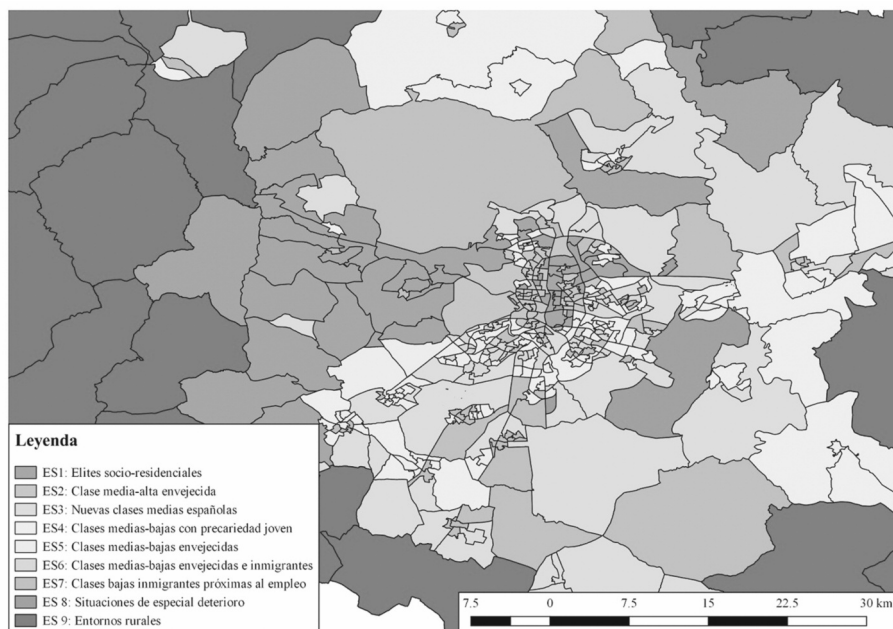 Leyenda
ES1: Elites socio-residenciales
ES2: Clase media-alta envejecida
ES3: Nuevas clases medias españolas
ES4: Clases medias-bajas con precariedad joven
ES5: Clases medias-bajas envejecidas
ES6: Clases medias-bajas envejecidas e inmigrantes
ES7: Clases bajas inmigrantes próximas al empleo
ES 8: Situaciones de especial deterioro
ES 9: Entornos rurales
7.5 0 7.5 15 22.5 30 km